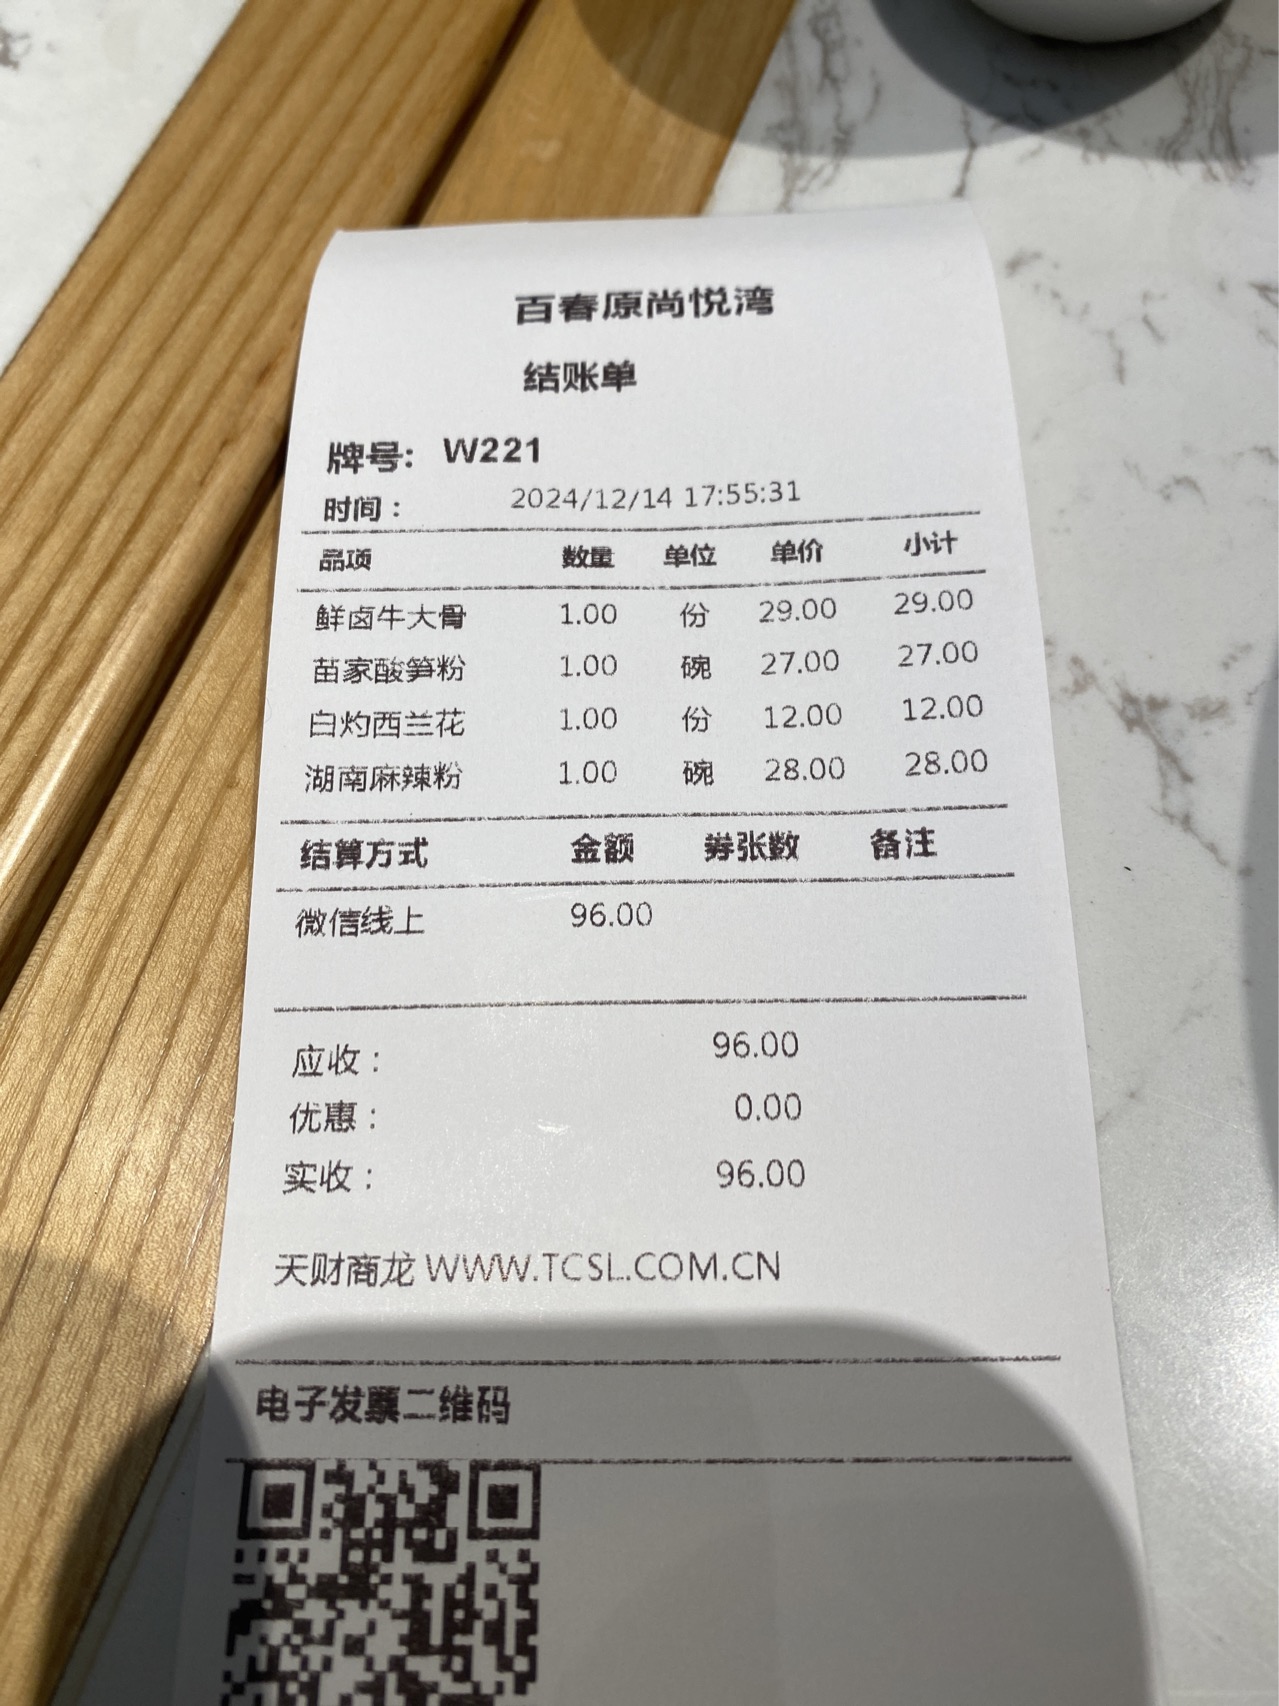 百春原尚悦湾
结账单
牌号: W221
时间： 2024/12/14 17:55:31
品项 数量 单位 单价 小计
鲜卤牛大骨 1.00 份 29.00 29.00
苗家酸笋粉 1.00 碗 27.00 27.00
白灼西兰花 1.00 份 12.00 12.00
湖南麻辣粉 1.00 碗 28.00 28.00
结算方式 金额 券张数 备注
微信线上 96.00
应收： 96.00
优惠： 0.00
实收： 96.00
天财商龙 WWW.TCSL.COM.CN
电子发票二维码